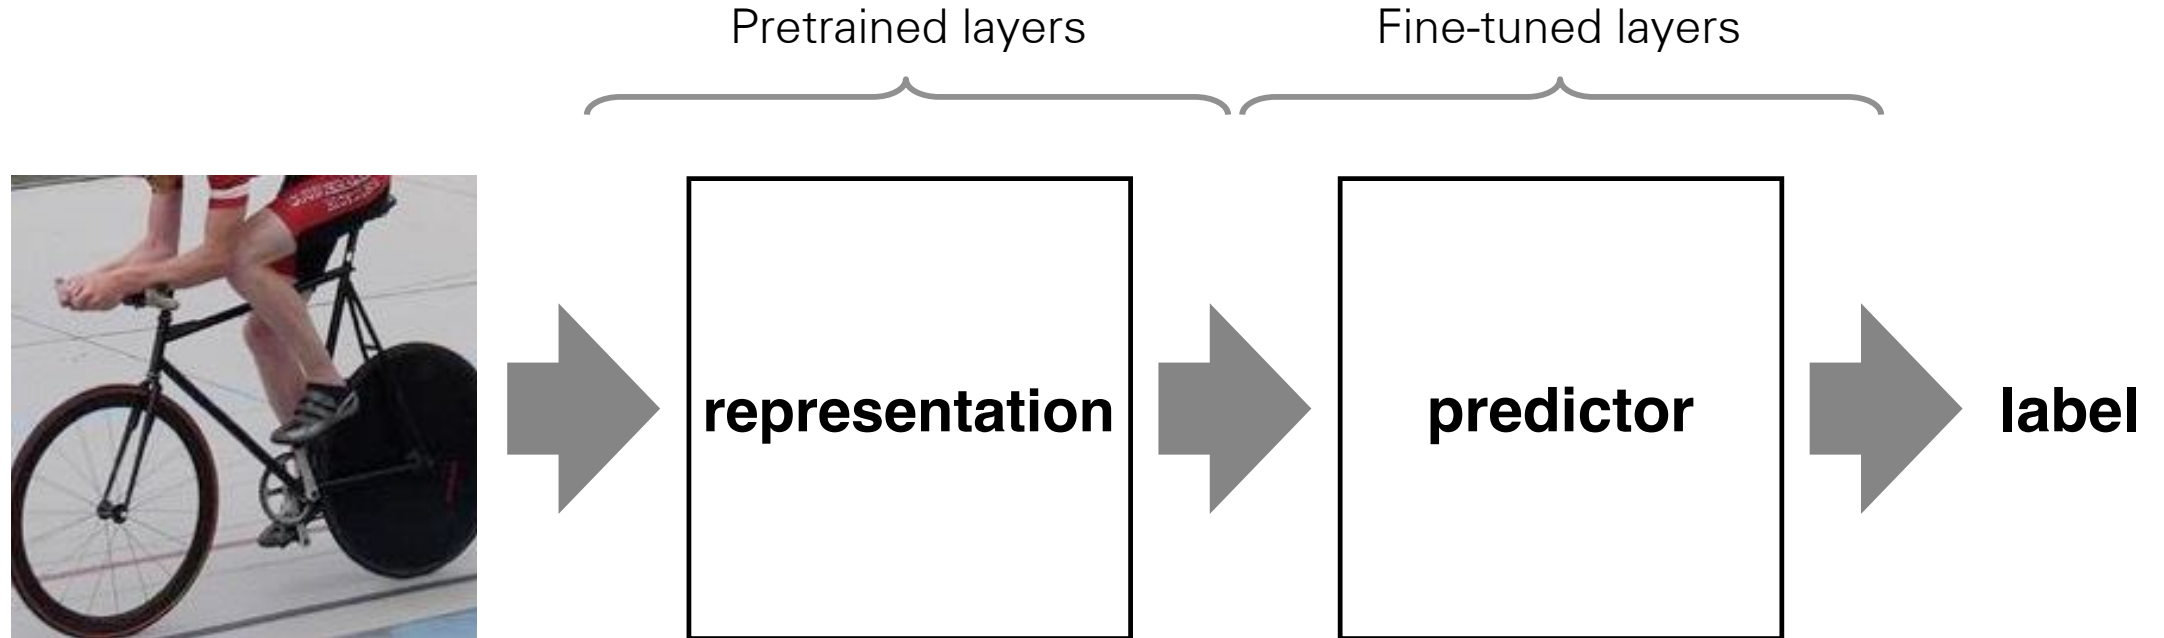 Pretrained layers
Fine-tuned layers
representation
predictor
label